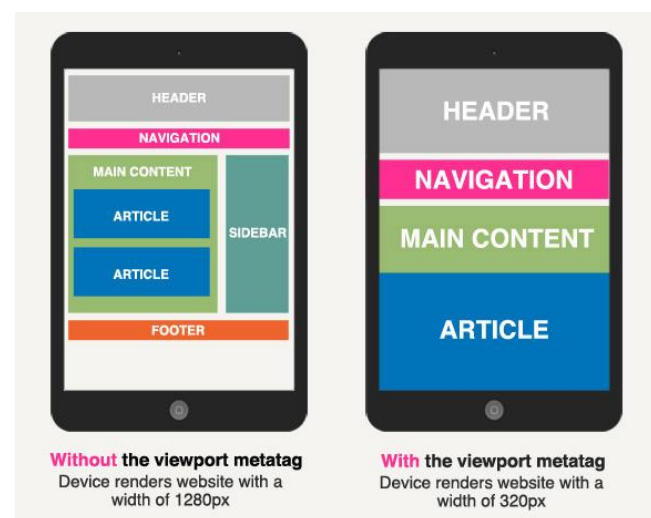 HEADER
NAVIGATION
MAIN CONTENT
ARTICLE
SIDEBAR
ARTICLE
FOOTER
Without the viewport metatag
Device renders website with a
width of 1280px
HEADER
NAVIGATION
MAIN CONTENT
ARTICLE
With the viewport metatag
Device renders website with a
width of 320px